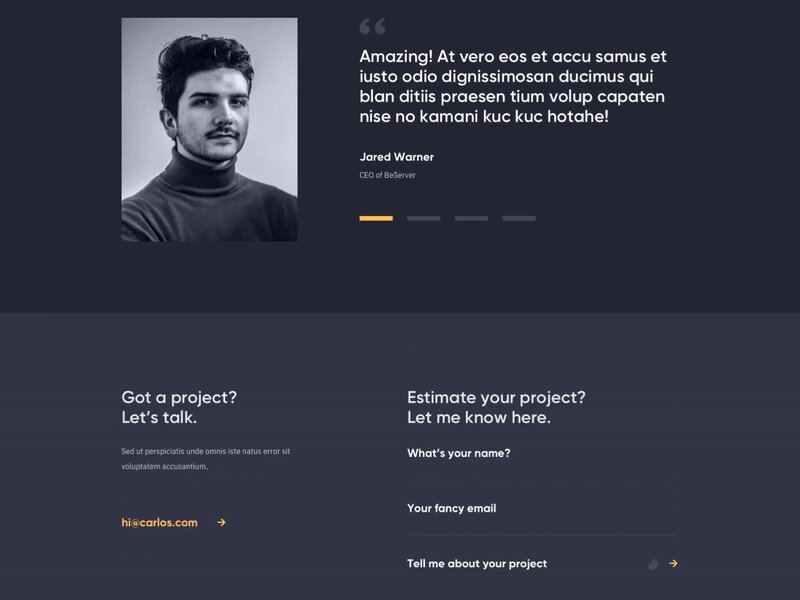 “
Amazing! At vero eos et accu samus et
iusto odio dignissimosan ducimus qui
blan ditiis praesen tium volup capaten
nise no kamani kuc kuc hotahe!
Jared Warner
CEO of BeServer
Got a project?
Let’s talk.
Sed ut perspiciatis unde omnis iste natus error sit
voluptatem accusantium.
hi@carlos.com →
Estimate your project?
Let me know here.
What’s your name?
Your fancy email
Tell me about your project →